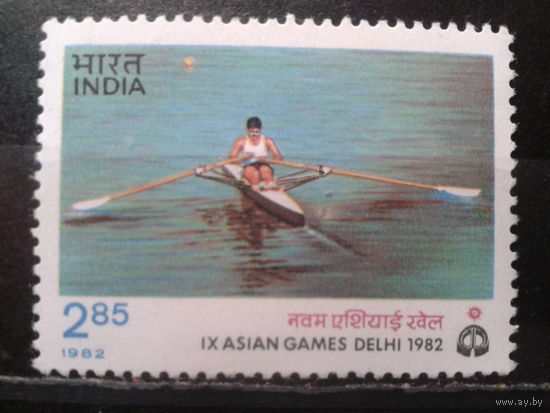 भारत
INDIA
2.85
1982
नवम एशियाई खेल
IX ASIAN GAMES DELHI 1982
www.ay.by